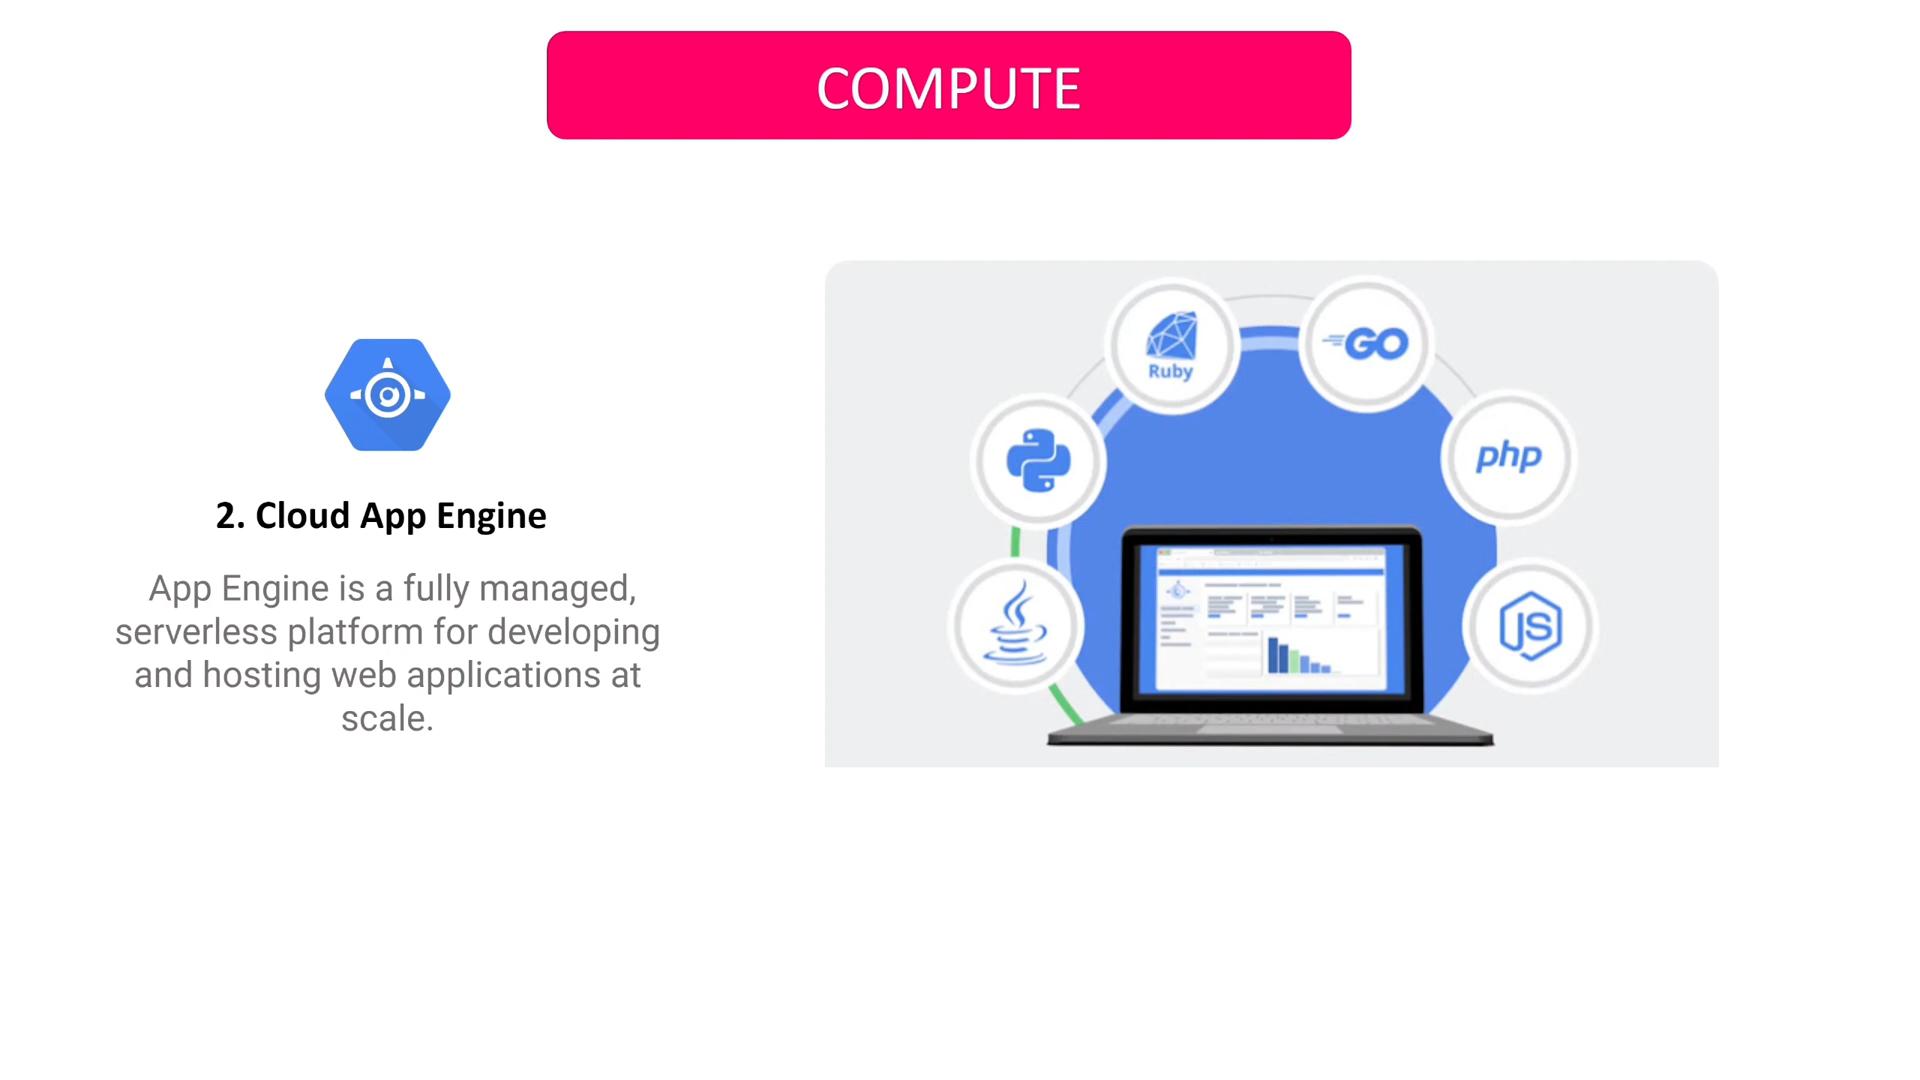 COMPUTE
2. Cloud App Engine
App Engine is a fully managed,
serverless platform for developing
and hosting web applications at
scale.
Ruby
GO
php
JS